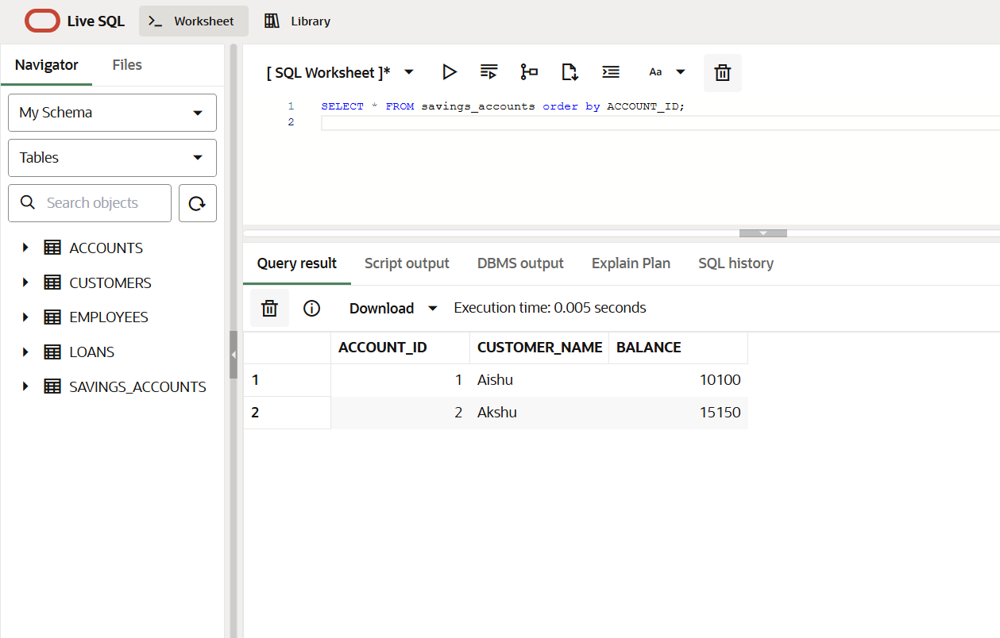 Live SQL
Worksheet
Library
Navigator
Files
My Schema
Tables
Search objects
ACCOUNTS
CUSTOMERS
EMPLOYEES
LOANS
SAVINGS_ACCOUNTS
[ SQL Worksheet ]*
Aa
1 SELECT * FROM savings_accounts order by ACCOUNT_ID;
2
Query result
Script output
DBMS output
Explain Plan
SQL history
Download
Execution time: 0.005 seconds
ACCOUNT_ID CUSTOMER_NAME BALANCE
1 1 Aishu 10100
2 2 Akshu 15150